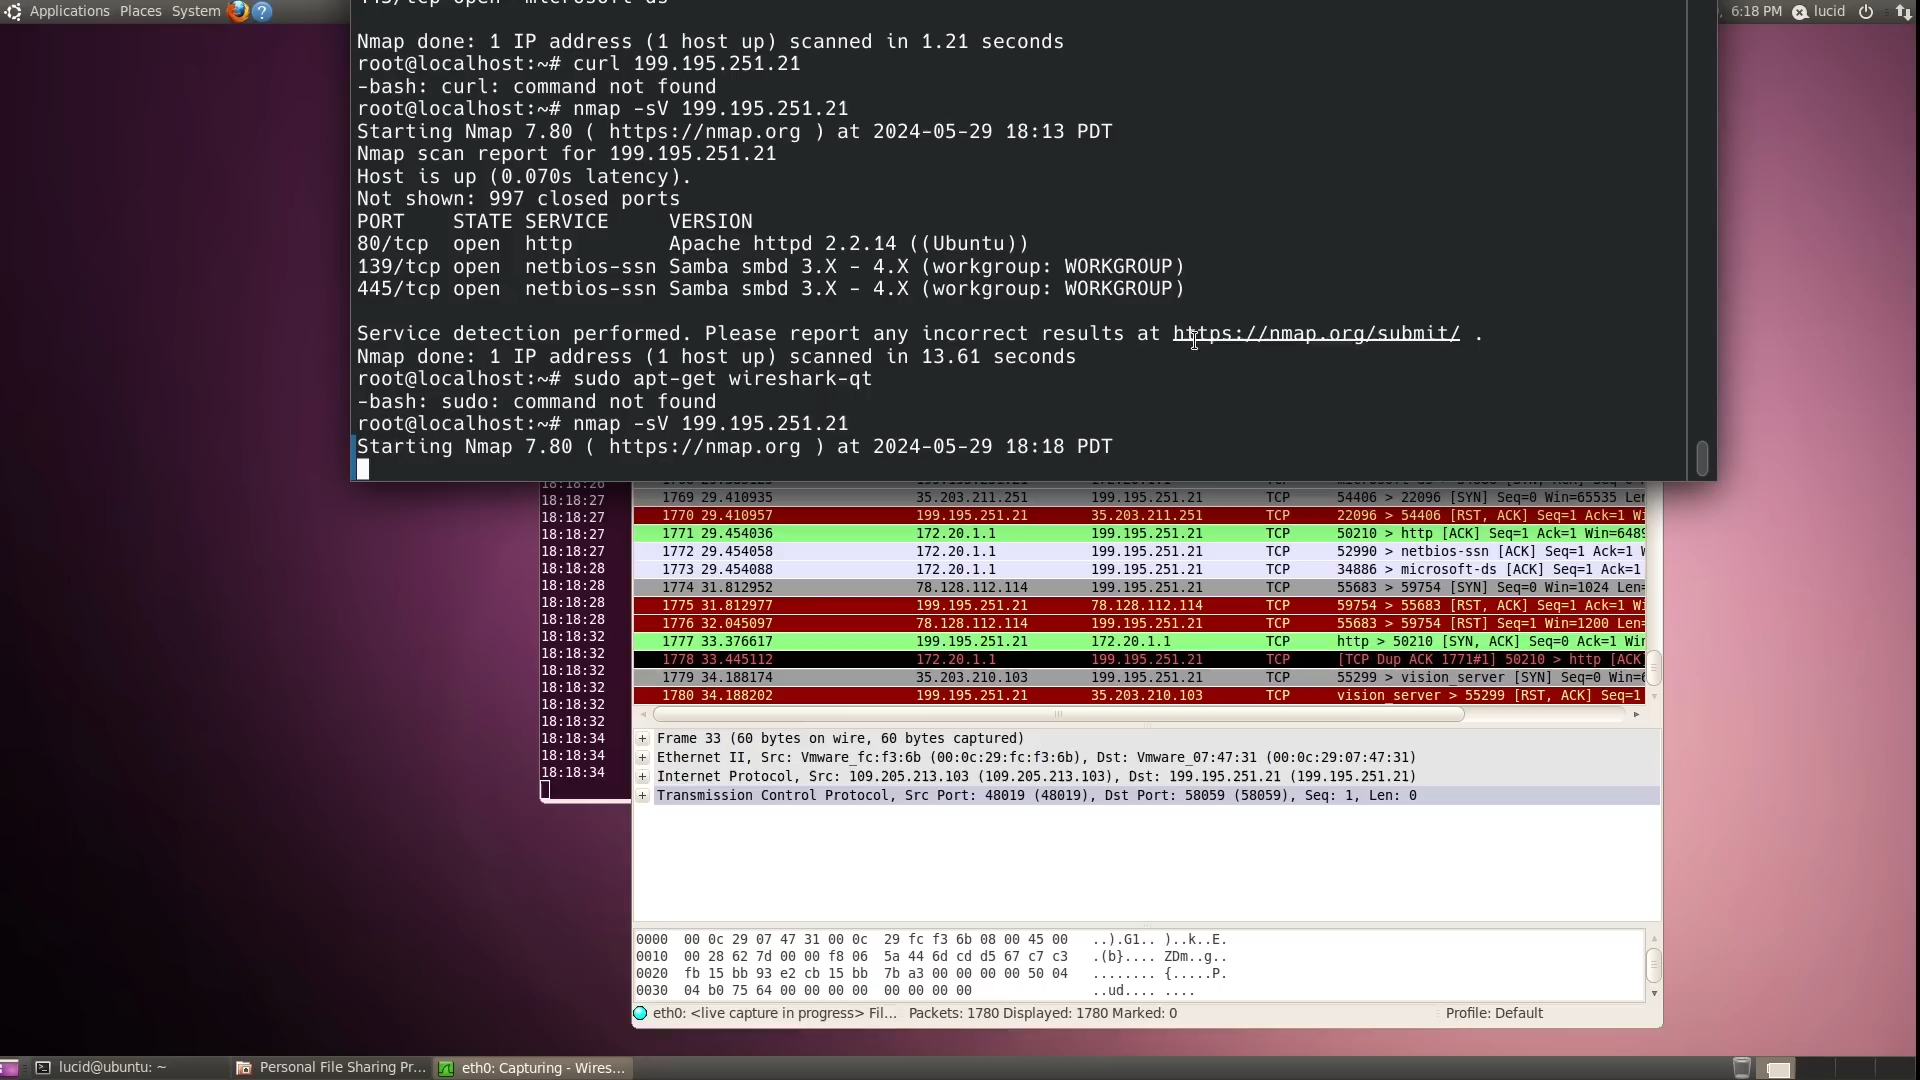 Applications Places System
6:18 PM lucid
445/tcp open microsoft-ds
Nmap done: 1 IP address (1 host up) scanned in 1.21 seconds
root@localhost:~# curl 199.195.251.21
-bash: curl: command not found
root@localhost:~# nmap -sV 199.195.251.21
Starting Nmap 7.80 ( https://nmap.org ) at 2024-05-29 18:13 PDT
Nmap scan report for 199.195.251.21
Host is up (0.070s latency).
Not shown: 997 closed ports
PORT    STATE SERVICE     VERSION
80/tcp  open  http        Apache httpd 2.2.14 ((Ubuntu))
139/tcp open  netbios-ssn Samba smbd 3.X - 4.X (workgroup: WORKGROUP)
445/tcp open  netbios-ssn Samba smbd 3.X - 4.X (workgroup: WORKGROUP)
Service detection performed. Please report any incorrect results at https://nmap.org/submit/ .
Nmap done: 1 IP address (1 host up) scanned in 13.61 seconds
root@localhost:~# sudo apt-get wireshark-qt
-bash: sudo: command not found
root@localhost:~# nmap -sV 199.195.251.21
Starting Nmap 7.80 ( https://nmap.org ) at 2024-05-29 18:18 PDT
18:18:26
18:18:27
18:18:27
18:18:27
18:18:27
18:18:28
18:18:28
18:18:28
18:18:28
18:18:32
18:18:32
18:18:32
18:18:32
18:18:32
18:18:32
18:18:34
18:18:34
18:18:34
1769 29.410935 35.203.211.251 199.195.251.21 TCP 54406 > 22096 [SYN] Seq=0 Win=65535 Len=
1770 29.410957 199.195.251.21 35.203.211.251 TCP 22096 > 54406 [RST, ACK] Seq=1 Ack=1 Wi
1771 29.454036 172.20.1.1 199.195.251.21 TCP 50210 > http [ACK] Seq=1 Ack=1 Win=6489
1772 29.454058 172.20.1.1 199.195.251.21 TCP 52990 > netbios-ssn [ACK] Seq=1 Ack=1 W
1773 29.454088 172.20.1.1 199.195.251.21 TCP 34886 > microsoft-ds [ACK] Seq=1 Ack=1
1774 31.812952 78.128.112.114 199.195.251.21 TCP 55683 > 59754 [SYN] Seq=0 Win=1024 Len=
1775 31.812977 199.195.251.21 78.128.112.114 TCP 59754 > 55683 [RST, ACK] Seq=1 Ack=1 Wi
1776 32.045097 78.128.112.114 199.195.251.21 TCP 55683 > 59754 [RST] Seq=1 Win=1200 Len=
1777 33.376617 199.195.251.21 172.20.1.1 TCP http > 50210 [SYN, ACK] Seq=0 Ack=1 Win
1778 33.445112 172.20.1.1 199.195.251.21 TCP [TCP Dup ACK 1771#1] 50210 > http [ACK]
1779 34.188174 35.203.210.103 199.195.251.21 TCP 55299 > vision_server [SYN] Seq=0 Win=6
1780 34.188202 199.195.251.21 35.203.210.103 TCP vision_server > 55299 [RST, ACK] Seq=1
Frame 33 (60 bytes on wire, 60 bytes captured)
Ethernet II, Src: Vmware_fc:f3:6b (00:0c:29:fc:f3:6b), Dst: Vmware_07:47:31 (00:0c:29:07:47:31)
Internet Protocol, Src: 109.205.213.103 (109.205.213.103), Dst: 199.195.251.21 (199.195.251.21)
Transmission Control Protocol, Src Port: 48019 (48019), Dst Port: 58059 (58059), Seq: 1, Len: 0
0000  00 0c 29 07 47 31 00 0c  29 fc f3 6b 08 00 45 00   ..).G1.. )..k..E.
0010  00 28 62 7d 00 00 f8 06  5a 44 6d cd d5 67 c7 c3   .(b}.... ZDm..g..
0020  fb 15 bb 93 e2 cb 15 bb  7b a3 00 00 00 00 50 04   ........ {.....P.
0030  04 b0 75 64 00 00 00 00  00 00 00 00               ..ud.... ....
eth0: <live capture in progress> Fil... Packets: 1780 Displayed: 1780 Marked: 0 Profile: Default
lucid@ubuntu: ~ Personal File Sharing Pr... eth0: Capturing - Wires...